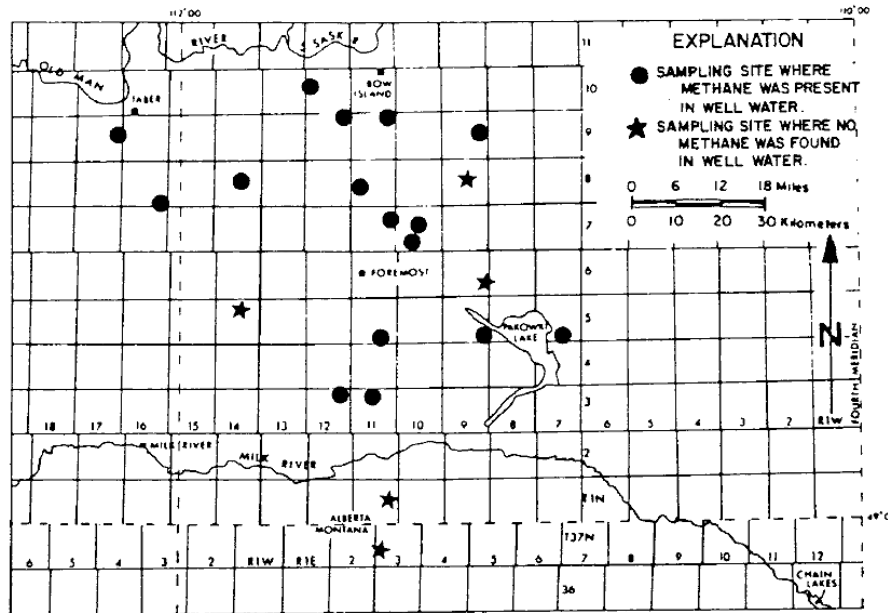 112°00
110°00
RIVER
S SASK R
11
EXPLANATION
OLD MAN
TABER
BOW
ISLAND
10
SAMPLING SITE WHERE
METHANE WAS PRESENT
IN WELL WATER.
9
SAMPLING SITE WHERE NO
METHANE WAS FOUND
IN WELL WATER.
8
0 6 12 18 Miles
0 10 20 30 Kilometers
7
FOREMOST
6
5
PAKOWKI
LAKE
N
4
FOURTH MERIDIAN
3
18 17 16 15 14 13 12 11 10 9 8 7 6 5 4 3 2 R1W
MILK RIVER
MILK RIVER
2
R1N
ALBERTA
MONTANA
49°0
T37N
6 5 4 3 2 R1W R1E 2 3 4 5 6 7 8 9 10 11 12
CHAIN
LAKES
36